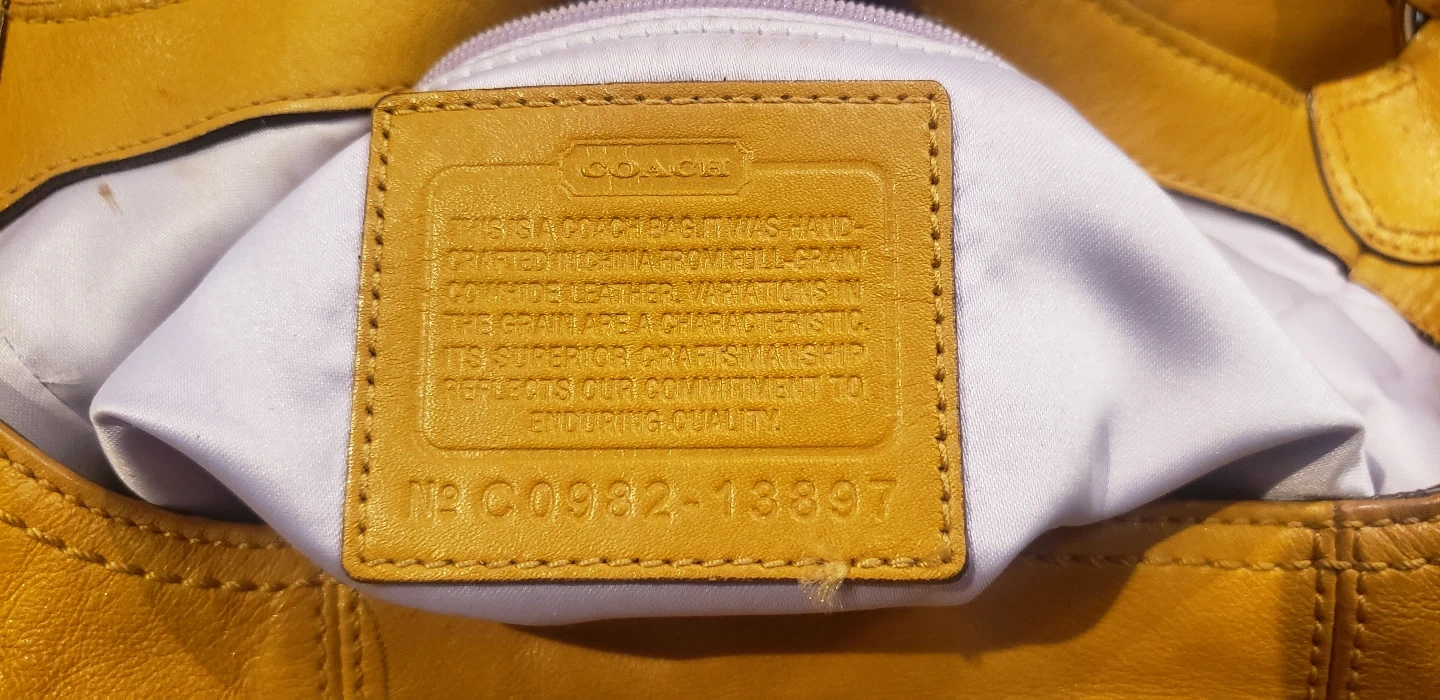 COACH
THIS IS A COACH BAG. IT WAS HAND-
CRAFTED IN CHINA FROM FULL-GRAIN
COWHIDE LEATHER. VARIATIONS IN
THE GRAIN ARE A CHARACTERISTIC.
ITS SUPERIOR CRAFTSMANSHIP
REFLECTS OUR COMMITMENT TO
ENDURING QUALITY.
Nº C0982-13897